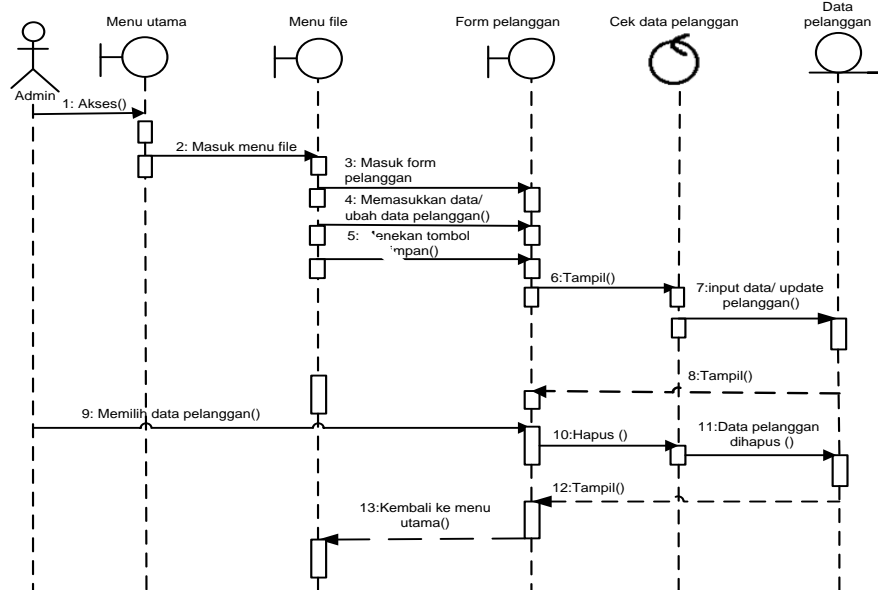 Menu utama
Menu file
Form pelanggan
Cek data pelanggan
Data
pelanggan
Admin
1: Akses()
2: Masuk menu file
3: Masuk form
pelanggan
4: Memasukkan data/
ubah data pelanggan()
5: tombol
6:Tampil()
7:input data/ update
pelanggan()
8:Tampil()
9: Memilih data pelanggan()
10:Hapus ()
11:Data pelanggan
dihapus ()
12:Tampil()
13:Kembali ke menu
utama()